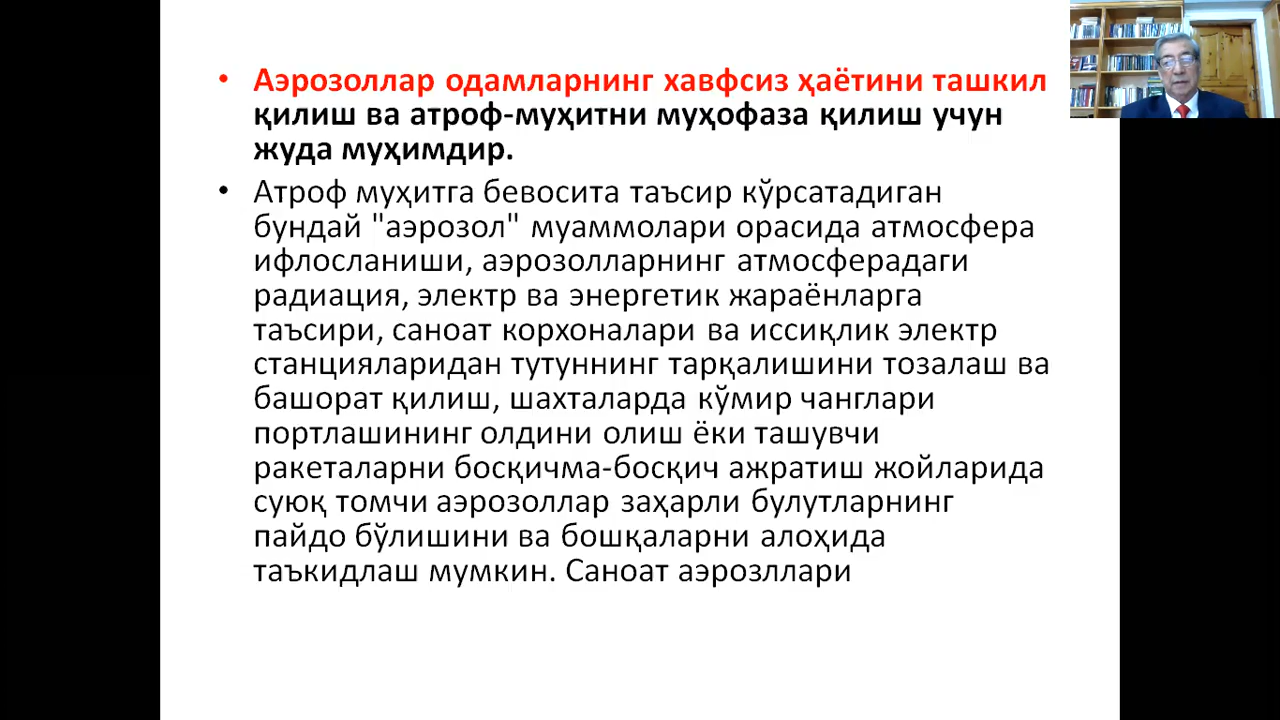 • Аэрозоллар одамларнинг хавфсиз ҳаётини ташкил
қилиш ва атроф-муҳитни муҳофаза қилиш учун
жуда муҳимдир.
• Атроф муҳитга бевосита таъсир кўрсатадиган
бундай "аэрозол" муаммолари орасида атмосфера
ифлосланиши, аэрозолларнинг атмосферадаги
радиация, электр ва энергетик жараёнларга
таъсири, саноат корхоналари ва иссиқлик электр
станцияларидан тутуннинг тарқалишини тозалаш ва
башорат қилиш, шахталарда кўмир чанглари
портлашининг олдини олиш ёки ташувчи
ракеталарни босқичма-босқич ажратиш жойларида
суюқ томчи аэрозоллар заҳарли булутларнинг
пайдо бўлишини ва бошқаларни алоҳида
таъкидлаш мумкин. Саноат аэрозллари